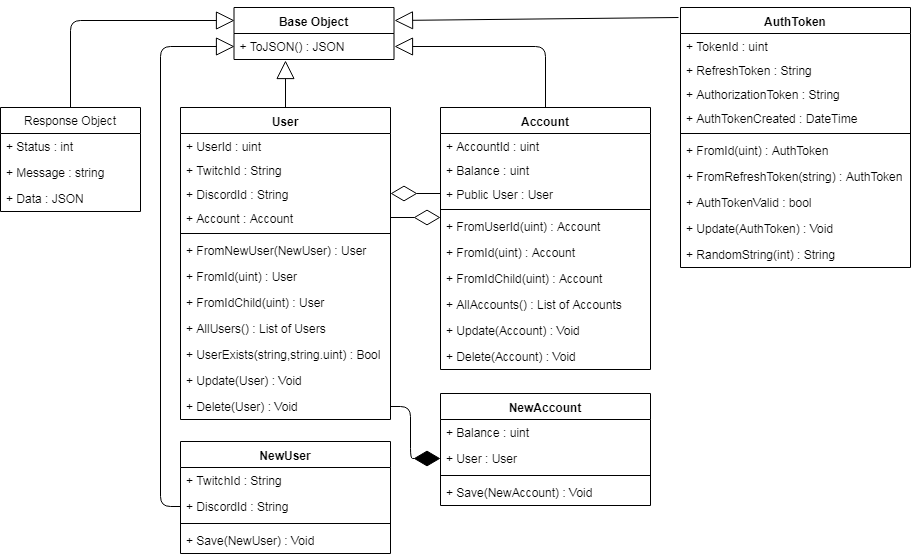 Base Object
+ ToJSON() : JSON
AuthToken
+ TokenId : uint
+ RefreshToken : String
+ AuthorizationToken : String
+ AuthTokenCreated : DateTime
+ FromId(uint) : AuthToken
+ FromRefreshToken(string) : AuthToken
+ AuthTokenValid : bool
+ Update(AuthToken) : Void
+ RandomString(int) : String
Response Object
+ Status : int
+ Message : string
+ Data : JSON
User
+ UserId : uint
+ TwitchId : String
+ DiscordId : String
+ Account : Account
+ FromNewUser(NewUser) : User
+ FromId(uint) : User
+ FromIdChild(uint) : User
+ AllUsers() : List of Users
+ UserExists(string,string.uint) : Bool
+ Update(User) : Void
+ Delete(User) : Void
Account
+ AccountId : uint
+ Balance : uint
+ Public User : User
+ FromUserId(uint) : Account
+ FromId(uint) : Account
+ FromIdChild(uint) : Account
+ AllAccounts() : List of Accounts
+ Update(Account) : Void
+ Delete(Account) : Void
NewAccount
+ Balance : uint
+ User : User
+ Save(NewAccount) : Void
NewUser
+ TwitchId : String
+ DiscordId : String
+ Save(NewUser) : Void